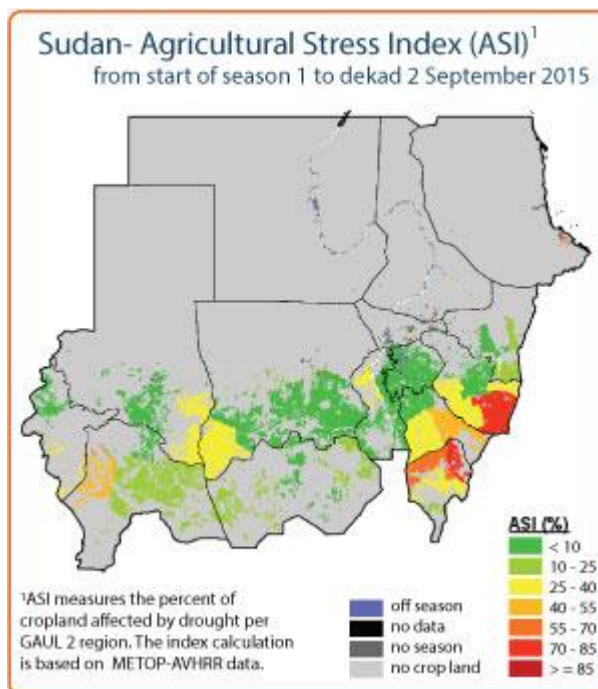 Sudan- Agricultural Stress Index (ASI)1
from start of season 1 to dekad 2 September 2015
ASI (%)
< 10
10 - 25
25 - 40
40 - 55
55 - 70
70 - 85
> = 85
off season
no data
no season
no crop land
1ASI measures the percent of
cropland affected by drought per
GAUL 2 region. The index calculation
is based on METOP-AVHRR data.